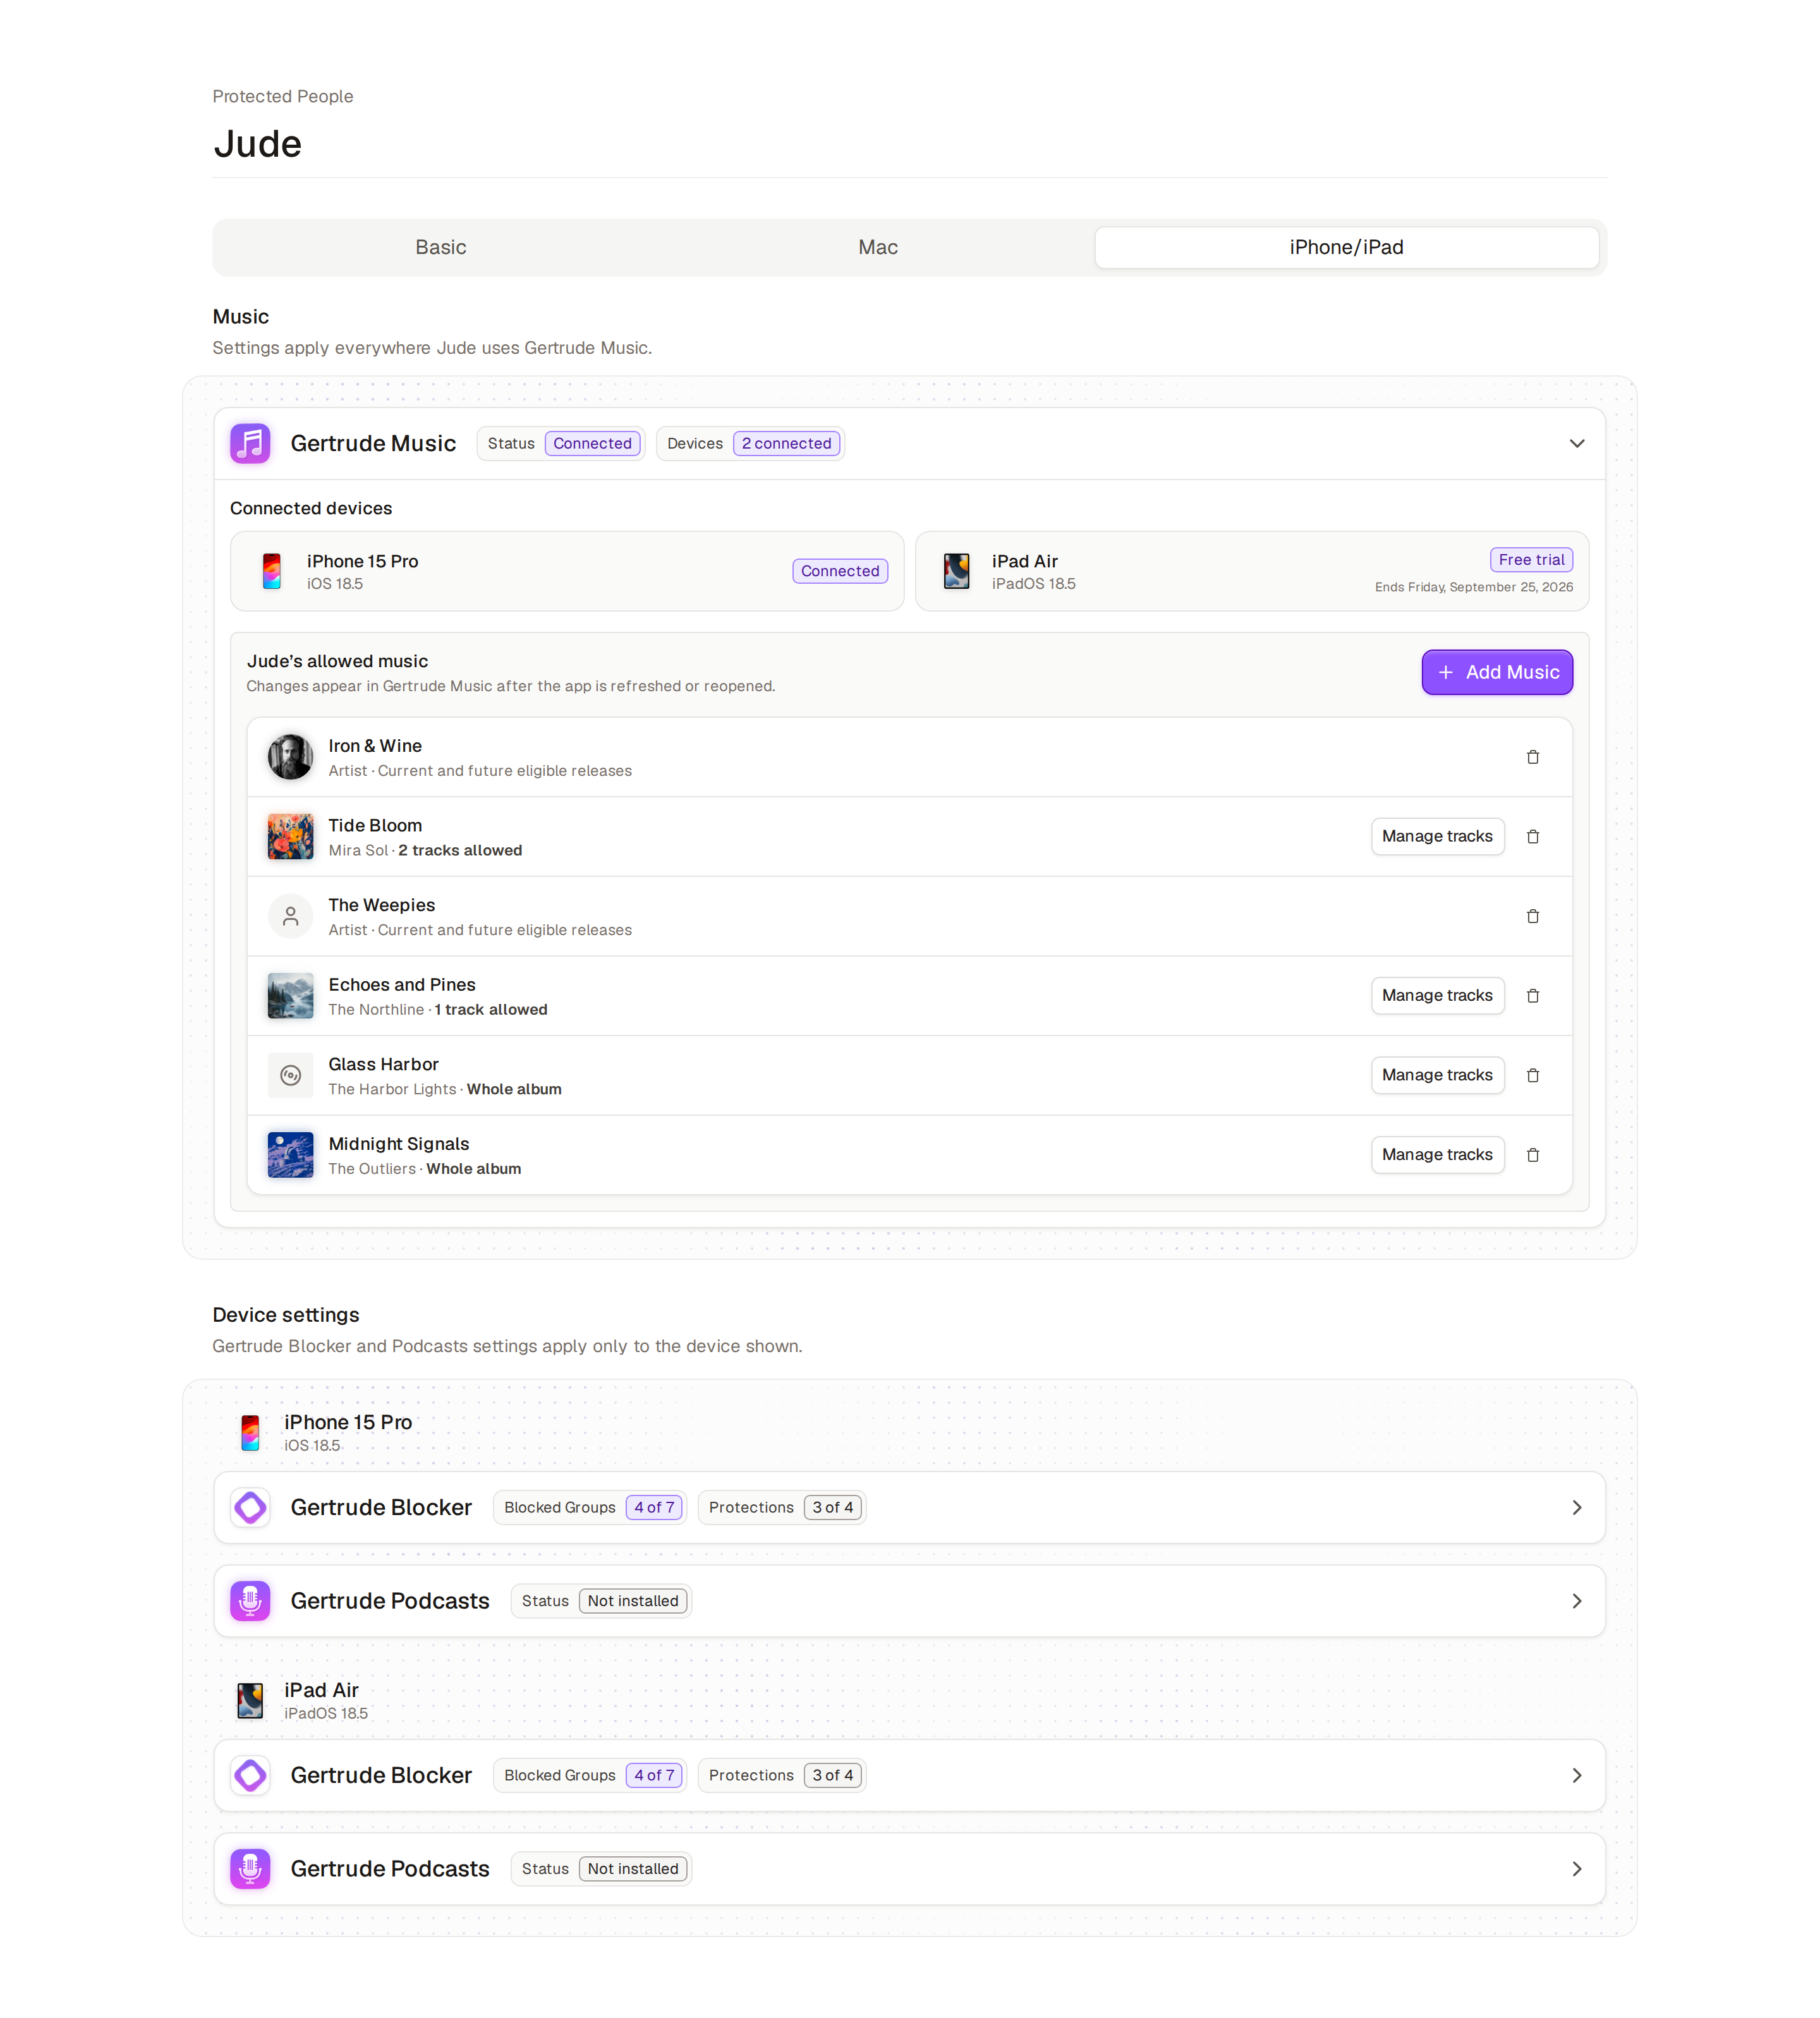 Protected People
Jude
Basic
Mac
iPhone/iPad
Music
Settings apply everywhere Jude uses Gertrude Music.
Gertrude Music
Status Connected
Devices 2 connected
Connected devices
iPhone 15 Pro
iOS 18.5
Connected
iPad Air
iPadOS 18.5
Free trial
Ends Friday, September 25, 2026
Jude’s allowed music
Changes appear in Gertrude Music after the app is refreshed or reopened.
Add Music
Iron & Wine
Artist · Current and future eligible releases
Tide Bloom
Mira Sol · 2 tracks allowed
Manage tracks
The Weepies
Artist · Current and future eligible releases
Echoes and Pines
The Northline · 1 track allowed
Manage tracks
Glass Harbor
The Harbor Lights · Whole album
Manage tracks
Midnight Signals
The Outliers · Whole album
Manage tracks
Device settings
Gertrude Blocker and Podcasts settings apply only to the device shown.
iPhone 15 Pro
iOS 18.5
Gertrude Blocker
Blocked Groups 4 of 7
Protections 3 of 4
Gertrude Podcasts
Status Not installed
iPad Air
iPadOS 18.5
Gertrude Blocker
Blocked Groups 4 of 7
Protections 3 of 4
Gertrude Podcasts
Status Not installed